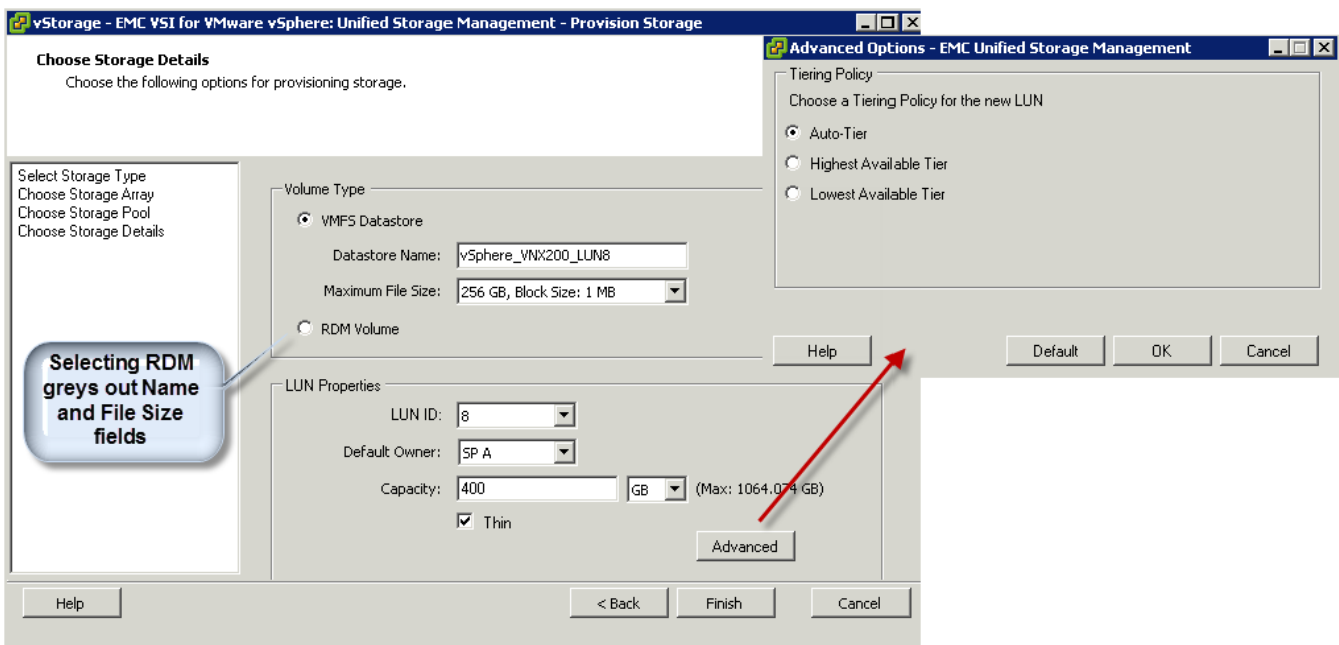 vStorage - EMC VSI for VMware vSphere: Unified Storage Management - Provision Storage
Choose Storage Details
Choose the following options for provisioning storage.
Select Storage Type
Choose Storage Array
Choose Storage Pool
Choose Storage Details
Selecting RDM
greys out Name
and File Size
fields
Volume Type
VMFS Datastore
Datastore Name: vSphere_VNX200_LUN8
Maximum File Size: 256 GB, Block Size: 1 MB
RDM Volume
LUN Properties
LUN ID: 8
Default Owner: SP A
Capacity: 400 GB (Max: 1064.074 GB)
Thin
Advanced
Help < Back Finish Cancel
Advanced Options - EMC Unified Storage Management
Tiering Policy
Choose a Tiering Policy for the new LUN
Auto-Tier
Highest Available Tier
Lowest Available Tier
Help Default OK Cancel